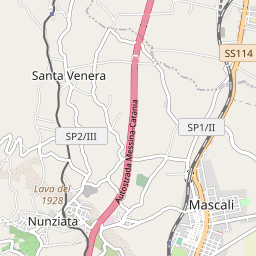 SS114
Santa Venera
SP2/III
SP1/II
Autostrada Messina-Catania
Lava del
1928
Mascali
Nunziata